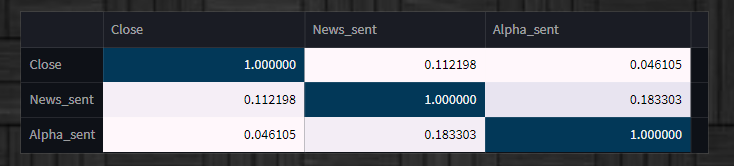 Close News_sent Alpha_sent
Close 1.000000 0.112198 0.046105
News_sent 0.112198 1.000000 0.183303
Alpha_sent 0.046105 0.183303 1.000000